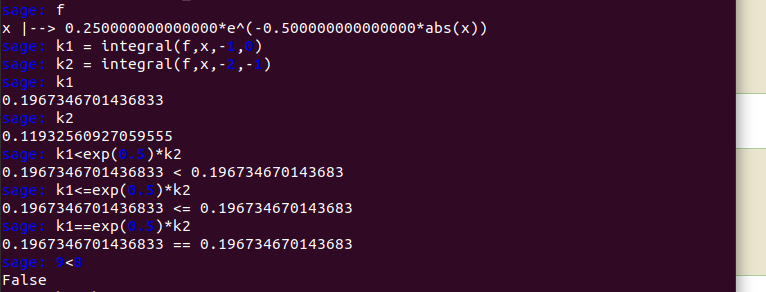 sage: f
x |--> 0.250000000000000*e^(-0.500000000000000*abs(x))
sage: k1 = integral(f,x,-1,0)
sage: k2 = integral(f,x,-2,-1)
sage: k1
0.1967346701436833
sage: k2
0.11932560927059555
sage: k1<exp(0.5)*k2
0.1967346701436833 < 0.196734670143683
sage: k1<=exp(0.5)*k2
0.1967346701436833 <= 0.196734670143683
sage: k1==exp(0.5)*k2
0.1967346701436833 == 0.196734670143683
sage: 9<8
False